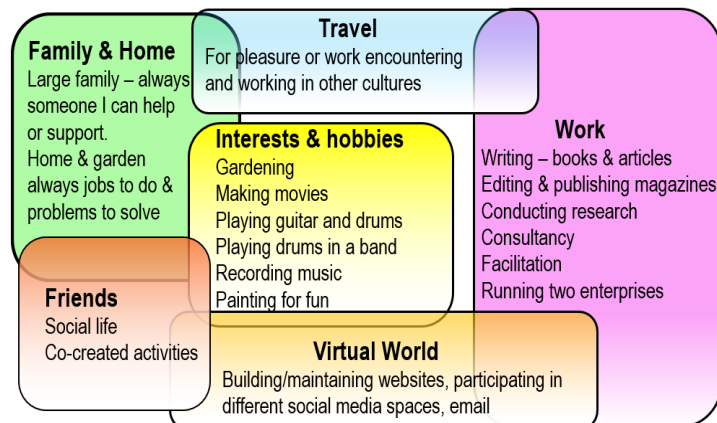 Family & Home
Large family – always
someone I can help
or support.
Home & garden
always jobs to do &
problems to solve
Travel
For pleasure or work encountering
and working in other cultures
Interests & hobbies
Gardening
Making movies
Playing guitar and drums
Playing drums in a band
Recording music
Painting for fun
Work
Writing – books & articles
Editing & publishing magazines
Conducting research
Consultancy
Facilitation
Running two enterprises
Friends
Social life
Co-created activities
Virtual World
Building/maintaining websites, participating in
different social media spaces, email